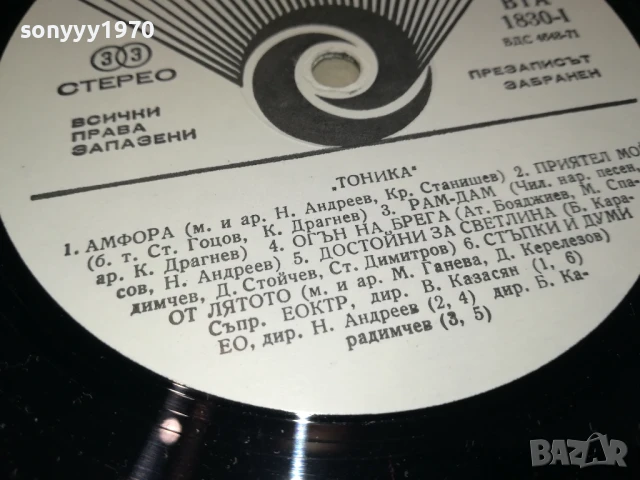 sonyyy1970
33
СТЕРЕО
ВСИЧКИ
ПРАВА
ЗАПАЗЕНИ
ВТА
1830-I
БДС 4548-71
ПРЕЗАПИСЪТ
ЗАБРАНЕН
„ТОНИКА“
1. АМФОРА (м. и ар. Н. Андреев, Кр. Станишев) 2. ПРИЯТЕЛ МОЙ
(б. т. Ст. Гоцов, К. Драгнев) 3. РАМ-ДАМ (Чил. нар. песен,
ар. К. Драгнев) 4. ОГЪН НА БРЕГА (Ат. Бояджиев, М. Спа-
сов, Н. Андреев) 5. ДОСТОЙНИ ЗА СВЕТЛИНА (Б. Кара-
димчев, Д. Стойчев, Ст. Димитров) 6. СТЪПКИ И ДУМИ
ОТ ЛЯТОТО (м. и ар. М. Ганева, Д. Керелезов)
Съпр. ЕОКТР, дир. В. Казасян (1, 6)
ЕО, дир. Н. Андреев (2, 4) дир. Б. Ка-
радимчев (3, 5)
BAZAR